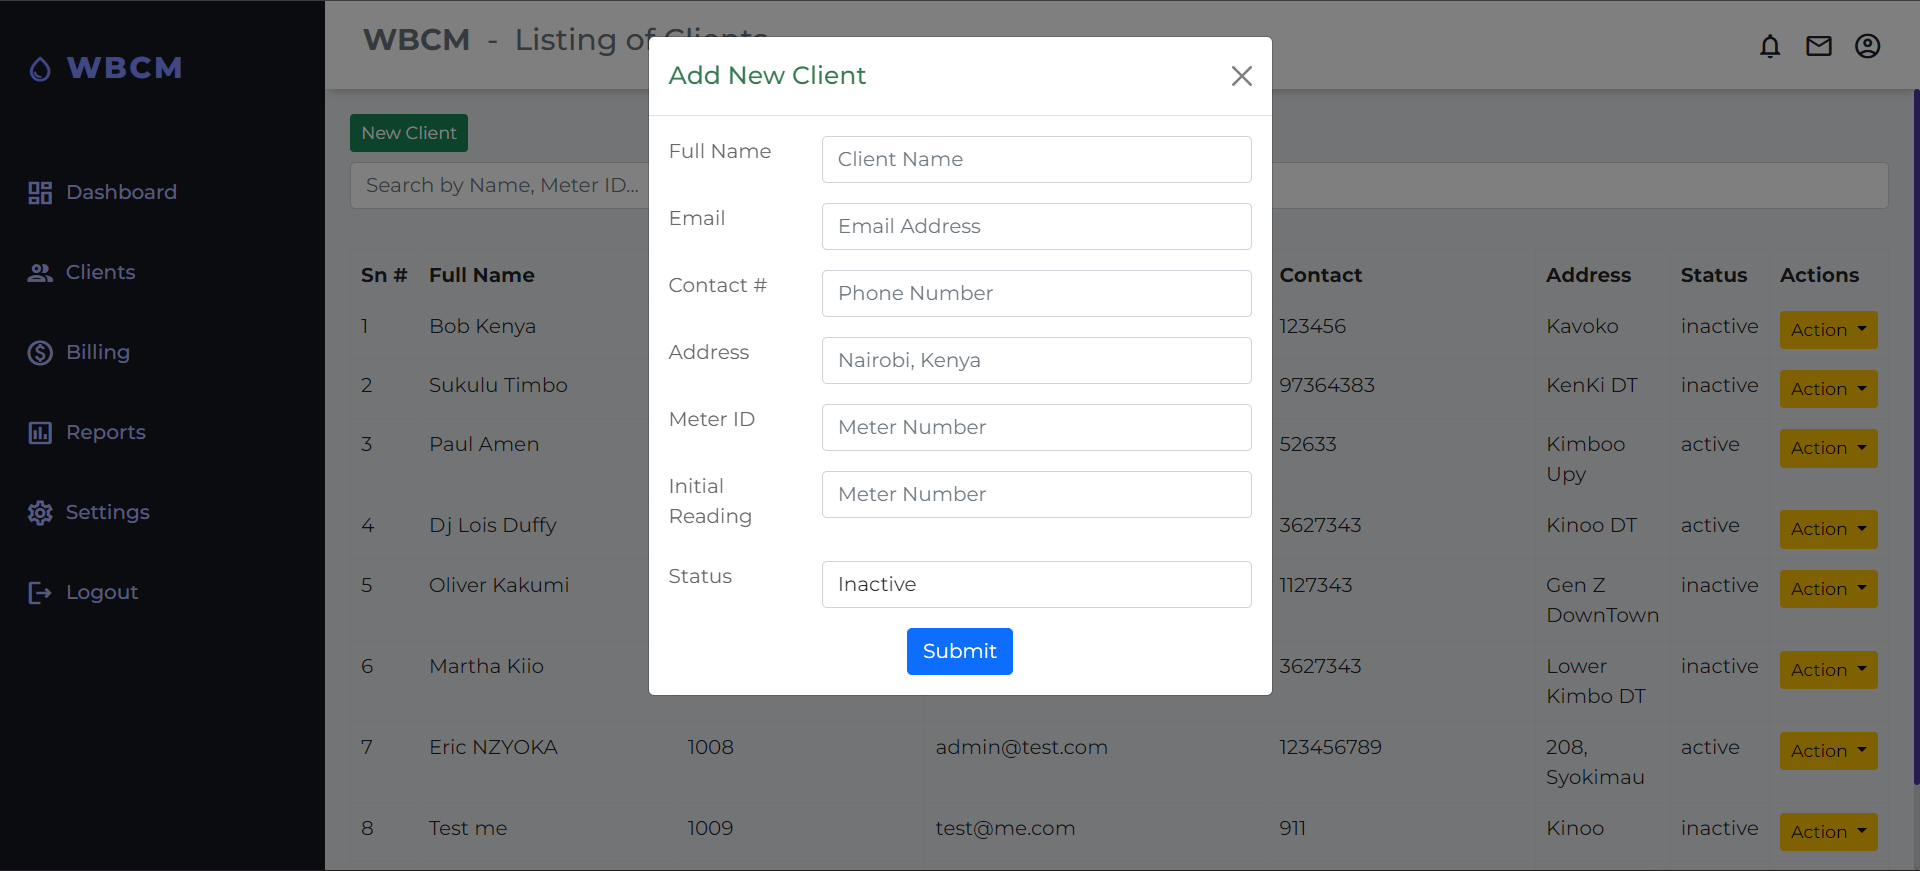 WBCM
Dashboard
Clients
Billing
Reports
Settings
Logout
WBCM - Listing of Clients
New Client
Search by Name, Meter ID...
Sn # Full Name Contact Address Status Actions
1 Bob Kenya 123456 Kavoko inactive Action
2 Sukulu Timbo 97364383 KenKi DT inactive Action
3 Paul Amen 52633 Kimboo active Action
Upy
4 Dj Lois Duffy 3627343 Kinoo DT active Action
5 Oliver Kakumi 1127343 Gen Z inactive Action
DownTown
6 Martha Kiio 3627343 Lower inactive Action
Kimbo DT
7 Eric NZYOKA 1008 admin@test.com 123456789 208, active Action
Syokimau
8 Test me 1009 test@me.com 911 Kinoo inactive Action
Add New Client
Full Name Client Name
Email Email Address
Contact # Phone Number
Address Nairobi, Kenya
Meter ID Meter Number
Initial Meter Number
Reading
Status Inactive
Submit